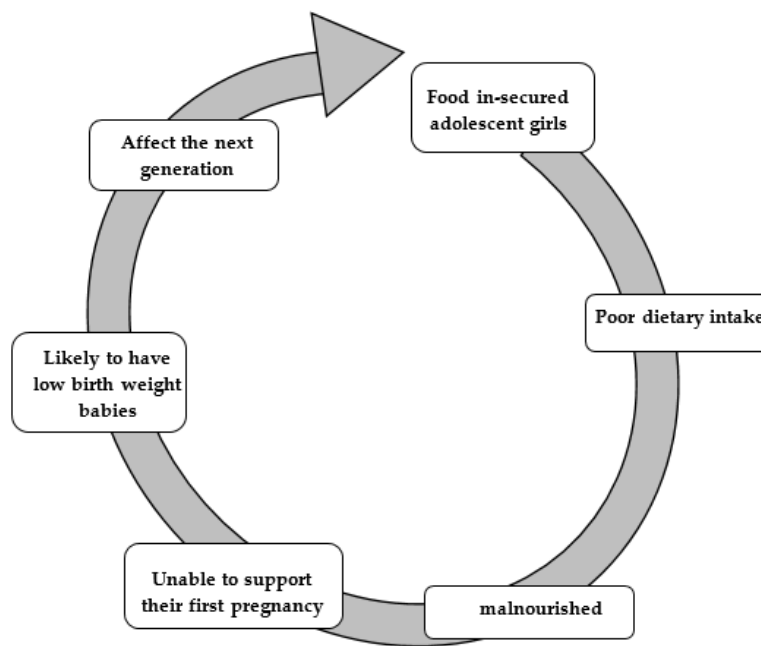 Food in-secured
adolescent girls
Poor dietary intake
malnourished
Unable to support
their first pregnancy
Likely to have
low birth weight
babies
Affect the next
generation